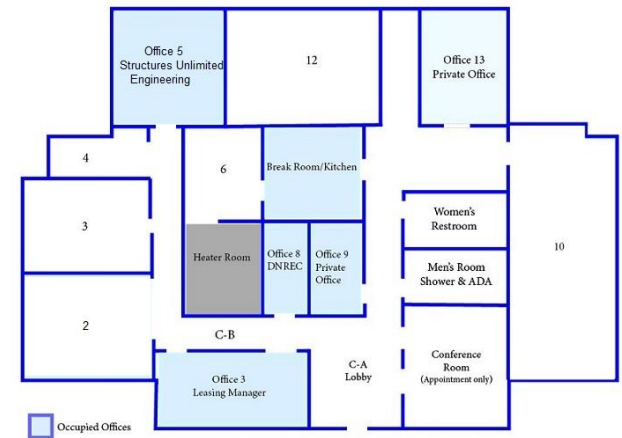 Office 5
Structures Unlimited
Engineering
12
Office 13
Private Office
4
6
Break Room/Kitchen
3
Women's
Restroom
10
Heater Room
Office 8
DNREC
Office 9
Private
Office
Men's Room
Shower & ADA
2
C-B
C-A
Lobby
Conference
Room
(Appointment only)
Office 3
Leasing Manager
Occupied Offices